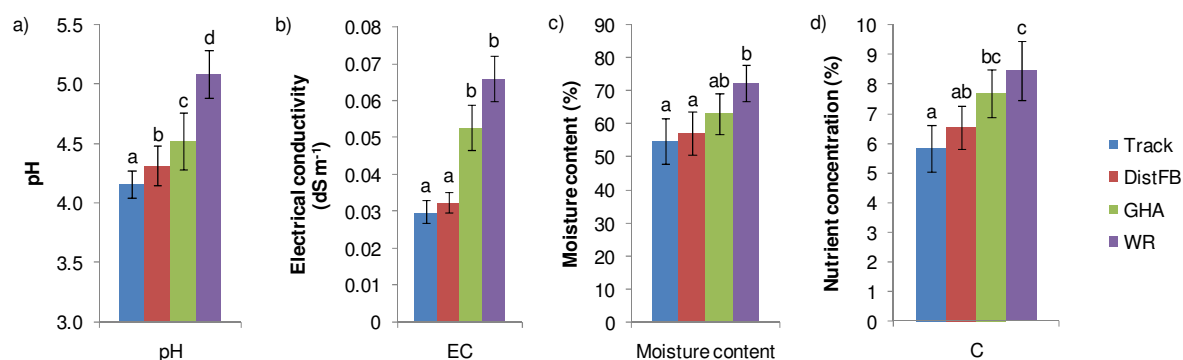 a)
pH
5.5
5.0
4.5
4.0
3.5
3.0
a
b
c
d
pH
b)
Electrical conductivity
(dS m⁻¹)
0.08
0.07
0.06
0.05
0.04
0.03
0.02
0.01
0
a
a
b
b
EC
c)
Moisture content (%)
90
80
70
60
50
40
30
20
10
0
a
a
ab
b
Moisture content
d)
Nutrient concentration (%)
10
9
8
7
6
5
4
3
2
1
0
a
ab
bc
c
C
Track
DistFB
GHA
WR